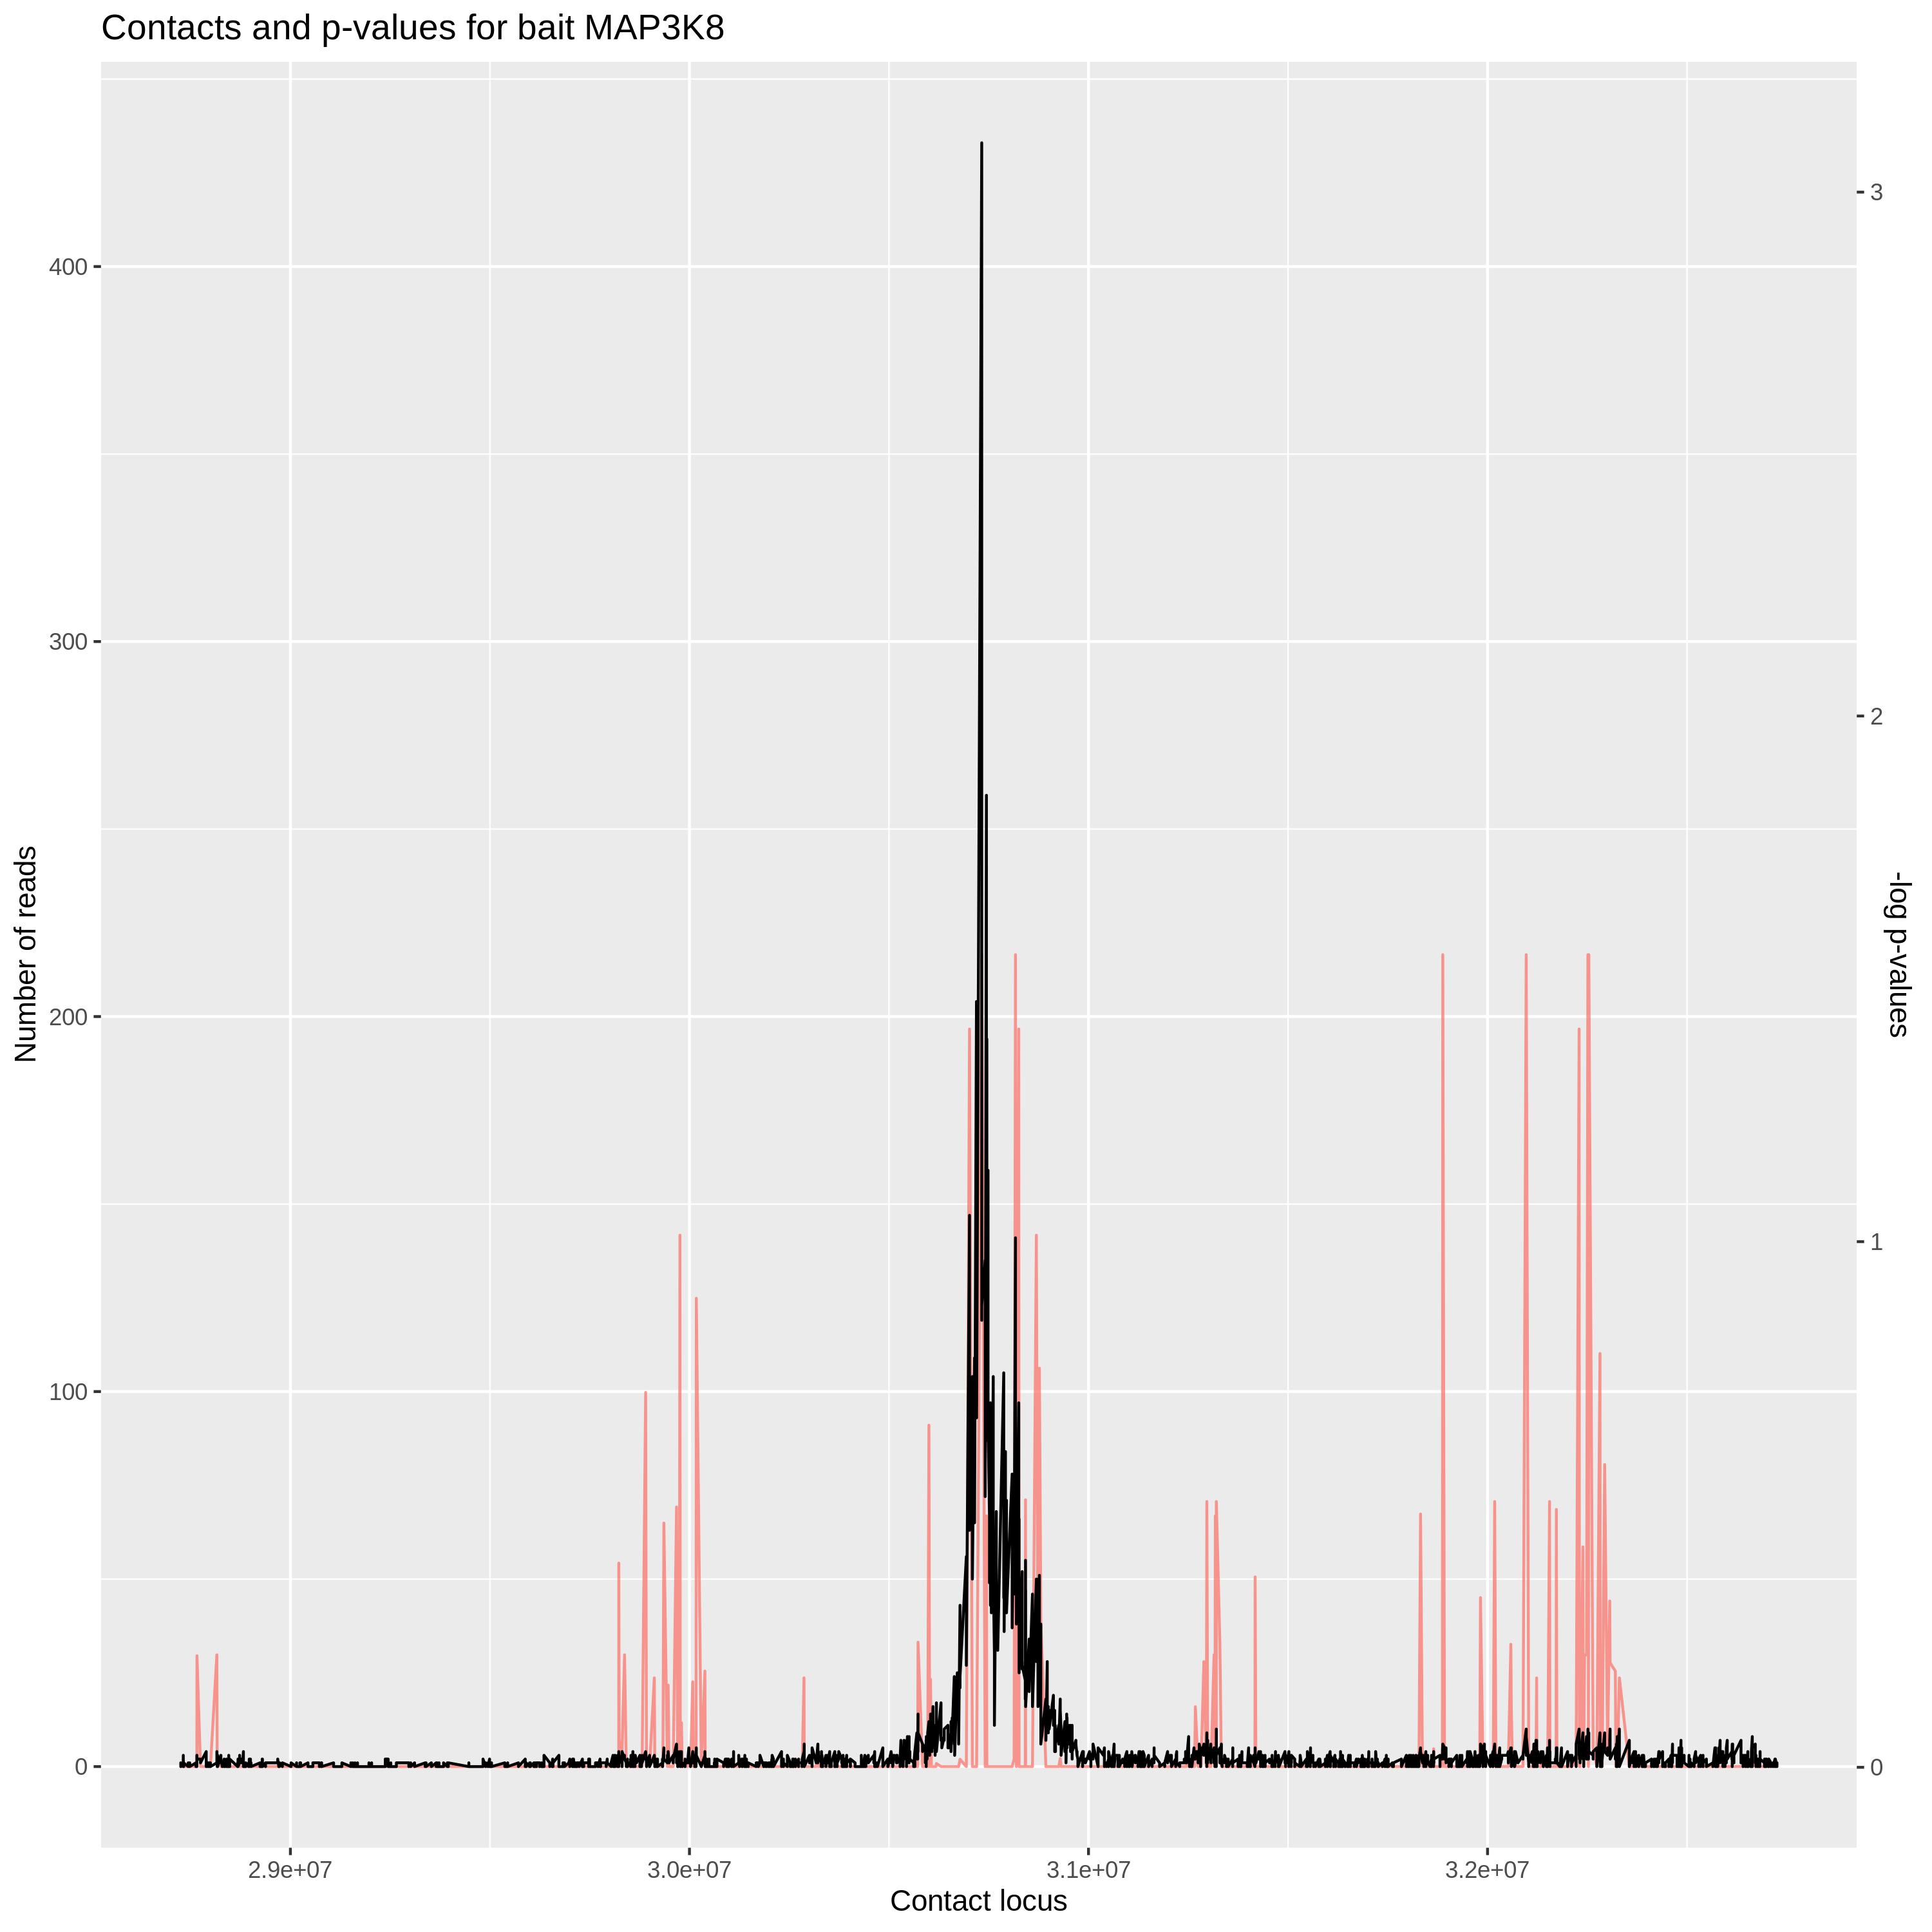 Contacts and p-values for bait MAP3K8
Number of reads
400
300
200
100
0
3
2
1
0
-log p-values
2.9e+07
3.0e+07
3.1e+07
3.2e+07
Contact locus